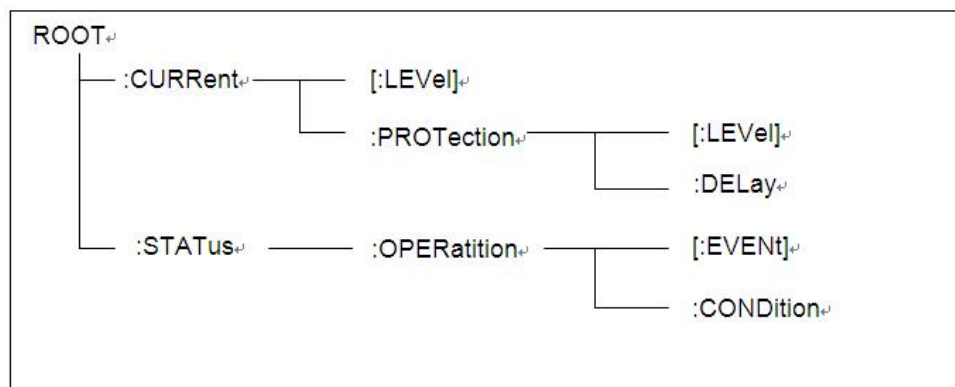 ROOT
:CURRent [:LEVel]
:PROTection [:LEVel]
:DELay
:STATus :OPERatition [:EVENt]
:CONDition